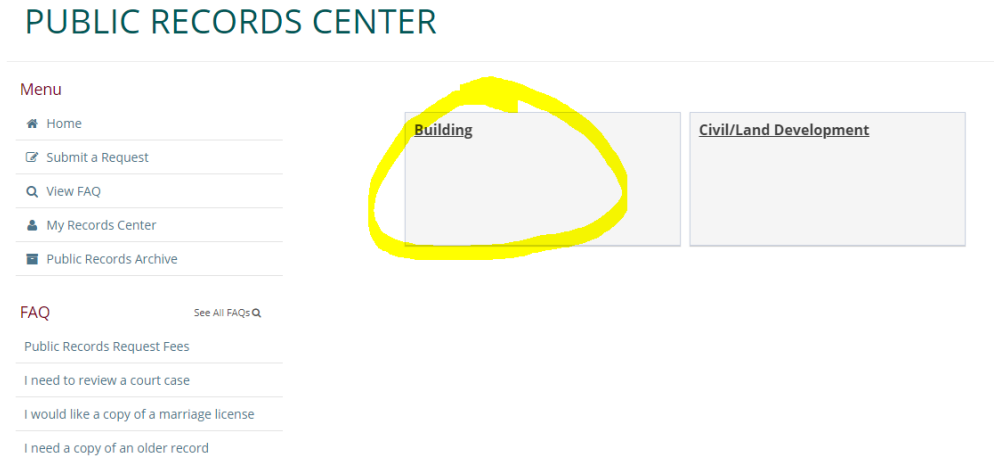 PUBLIC RECORDS CENTER
Menu
Home
Submit a Request
View FAQ
My Records Center
Public Records Archive
FAQ
See All FAQs
Public Records Request Fees
I need to review a court case
I would like a copy of a marriage license
I need a copy of an older record
Building
Civil/Land Development